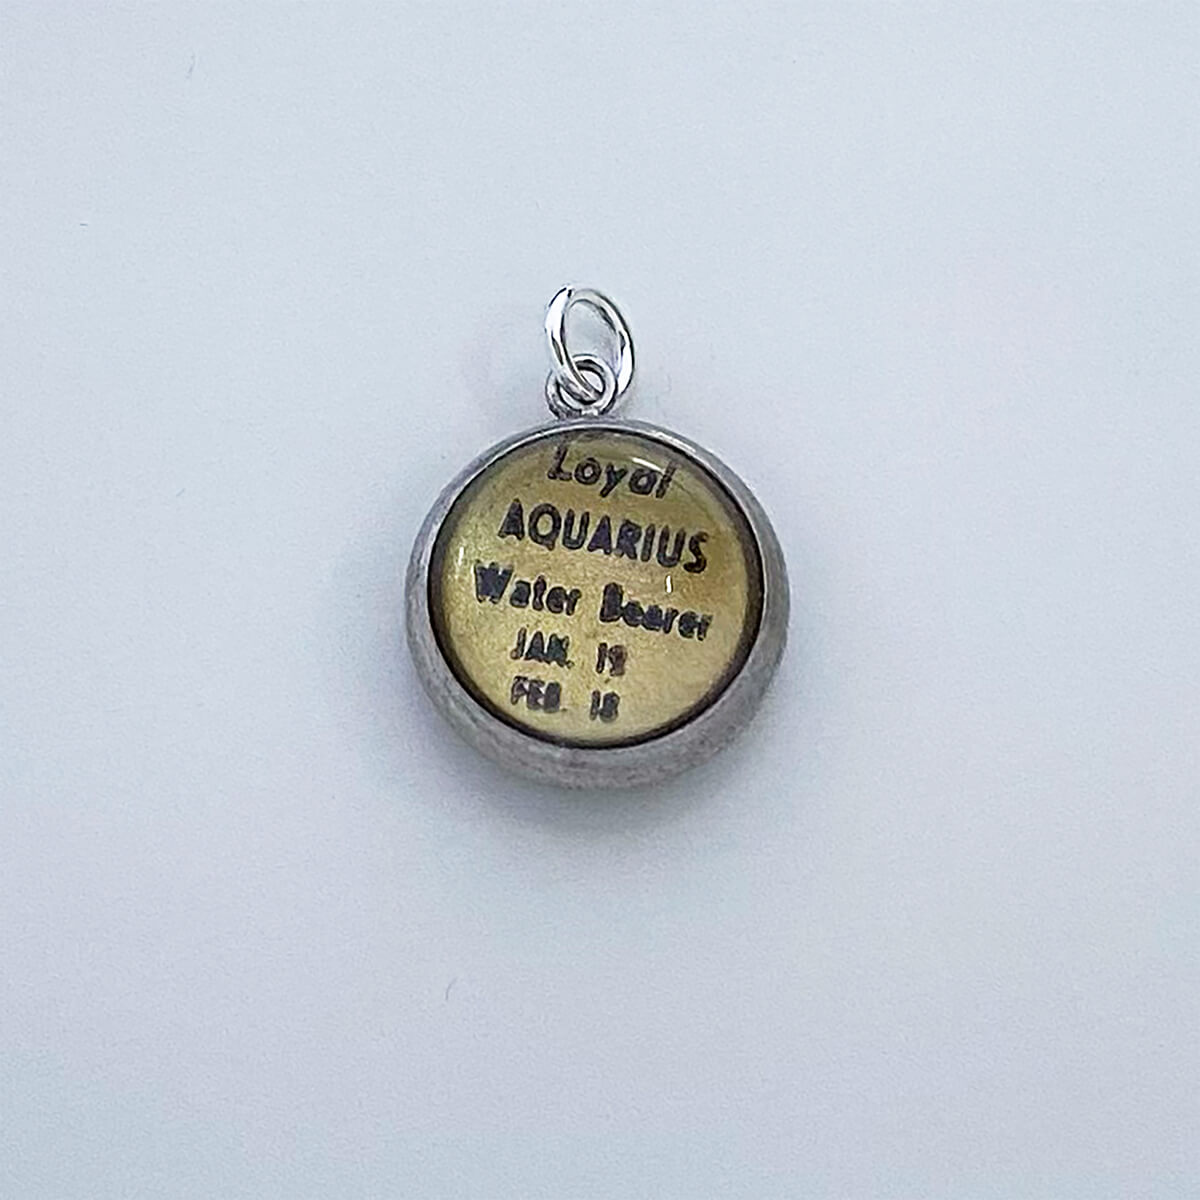 Loyal
AQUARIUS
Water Bearer
JAN. 19
FEB. 18